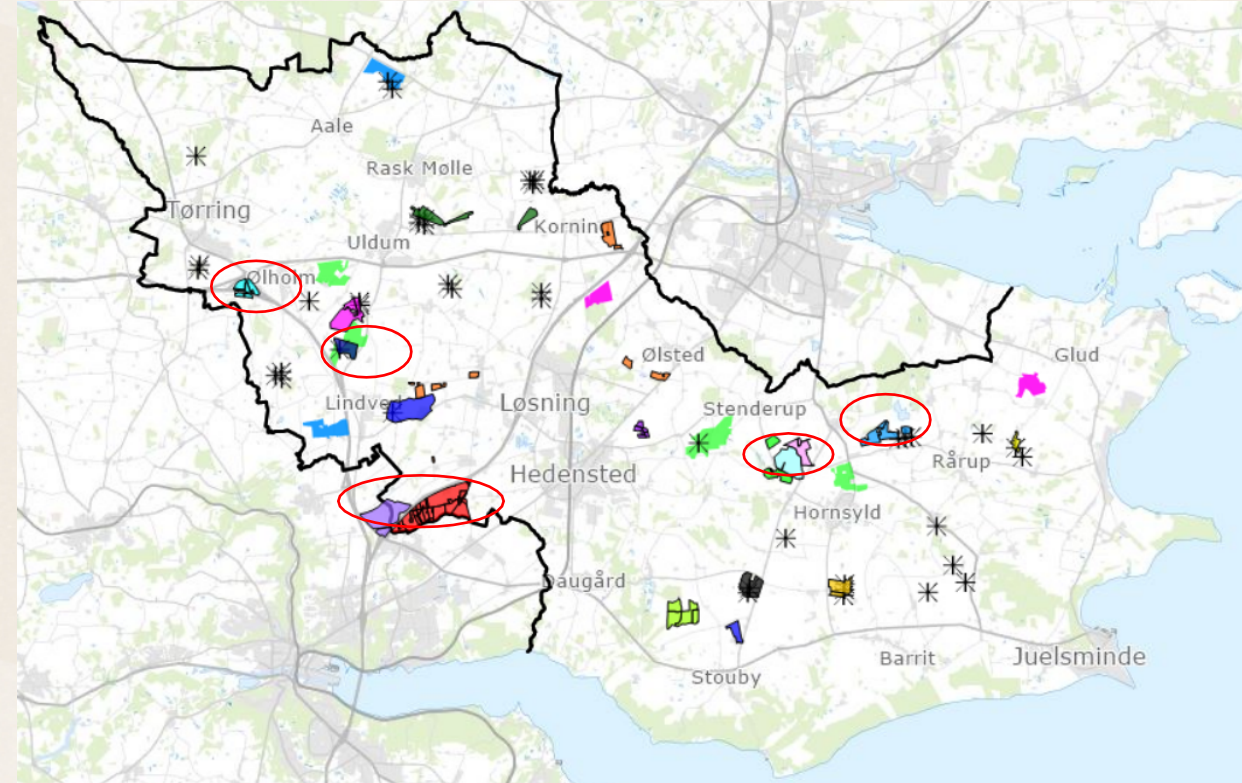 Aale
Rask Mølle
Tørring
Korning
Uldum
Ølholm
Ølsted
Glud
Lindved
Løsning
Stenderup
Rårup
Hedensted
Hornsyld
Daugård
Barrit
Juelsminde
Stouby